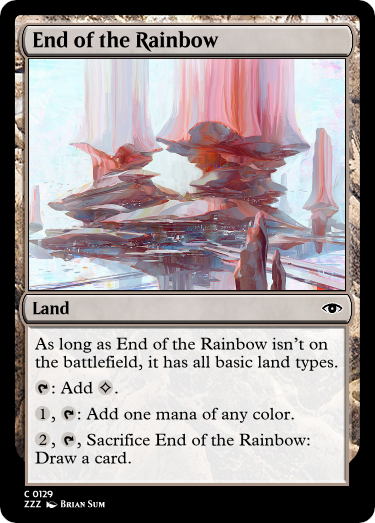 End of the Rainbow
Land
As long as End of the Rainbow isn't on
the battlefield, it has all basic land types.
: Add .
1, : Add one mana of any color.
2, , Sacrifice End of the Rainbow:
Draw a card.
C 0129
ZZZ Brian Sum